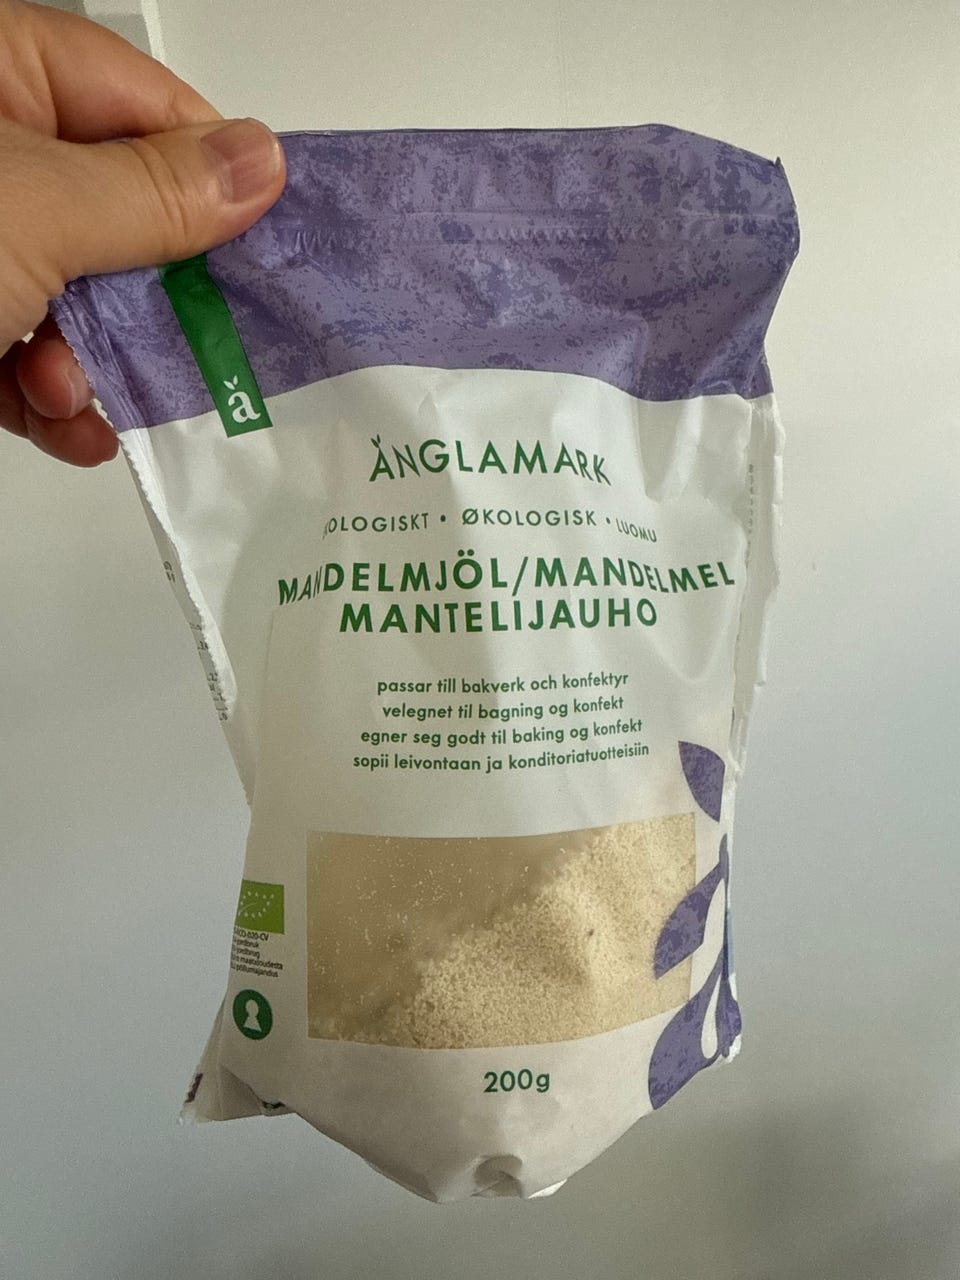 ă
ÄNGLAMARK
KOLOGISKT • ØKOLOGISK • LUOMU
MANDELMJÖL/MANDELMEL
MANTELIJAUHO
passar till bakverk och konfektyr
velegnet til bagning og konfekt
egner seg godt til baking og konfekt
sopii leivontaan ja konditoriatuotteisiin
200g